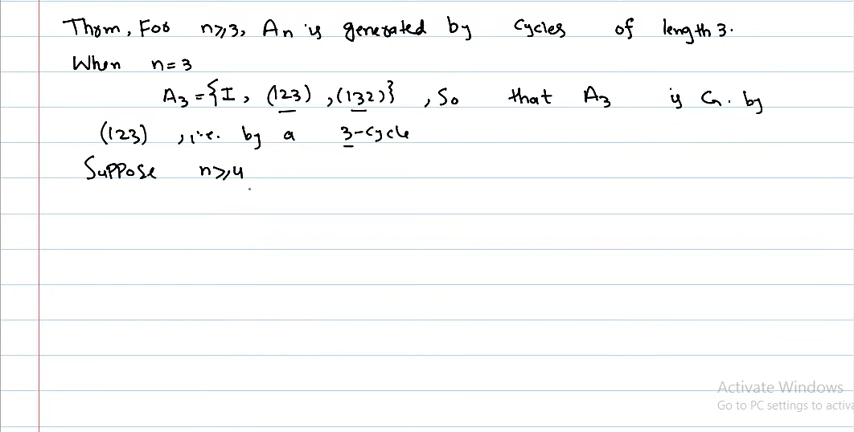 Thom, For n≥3, An is generated by cycles of length 3.
When n=3
A₃={I, (123), (132)}, So that A₃ is G. by
(123), i.e. by a 3-cycle
Suppose n≥4
Activate Windows
Go to PC settings to activa